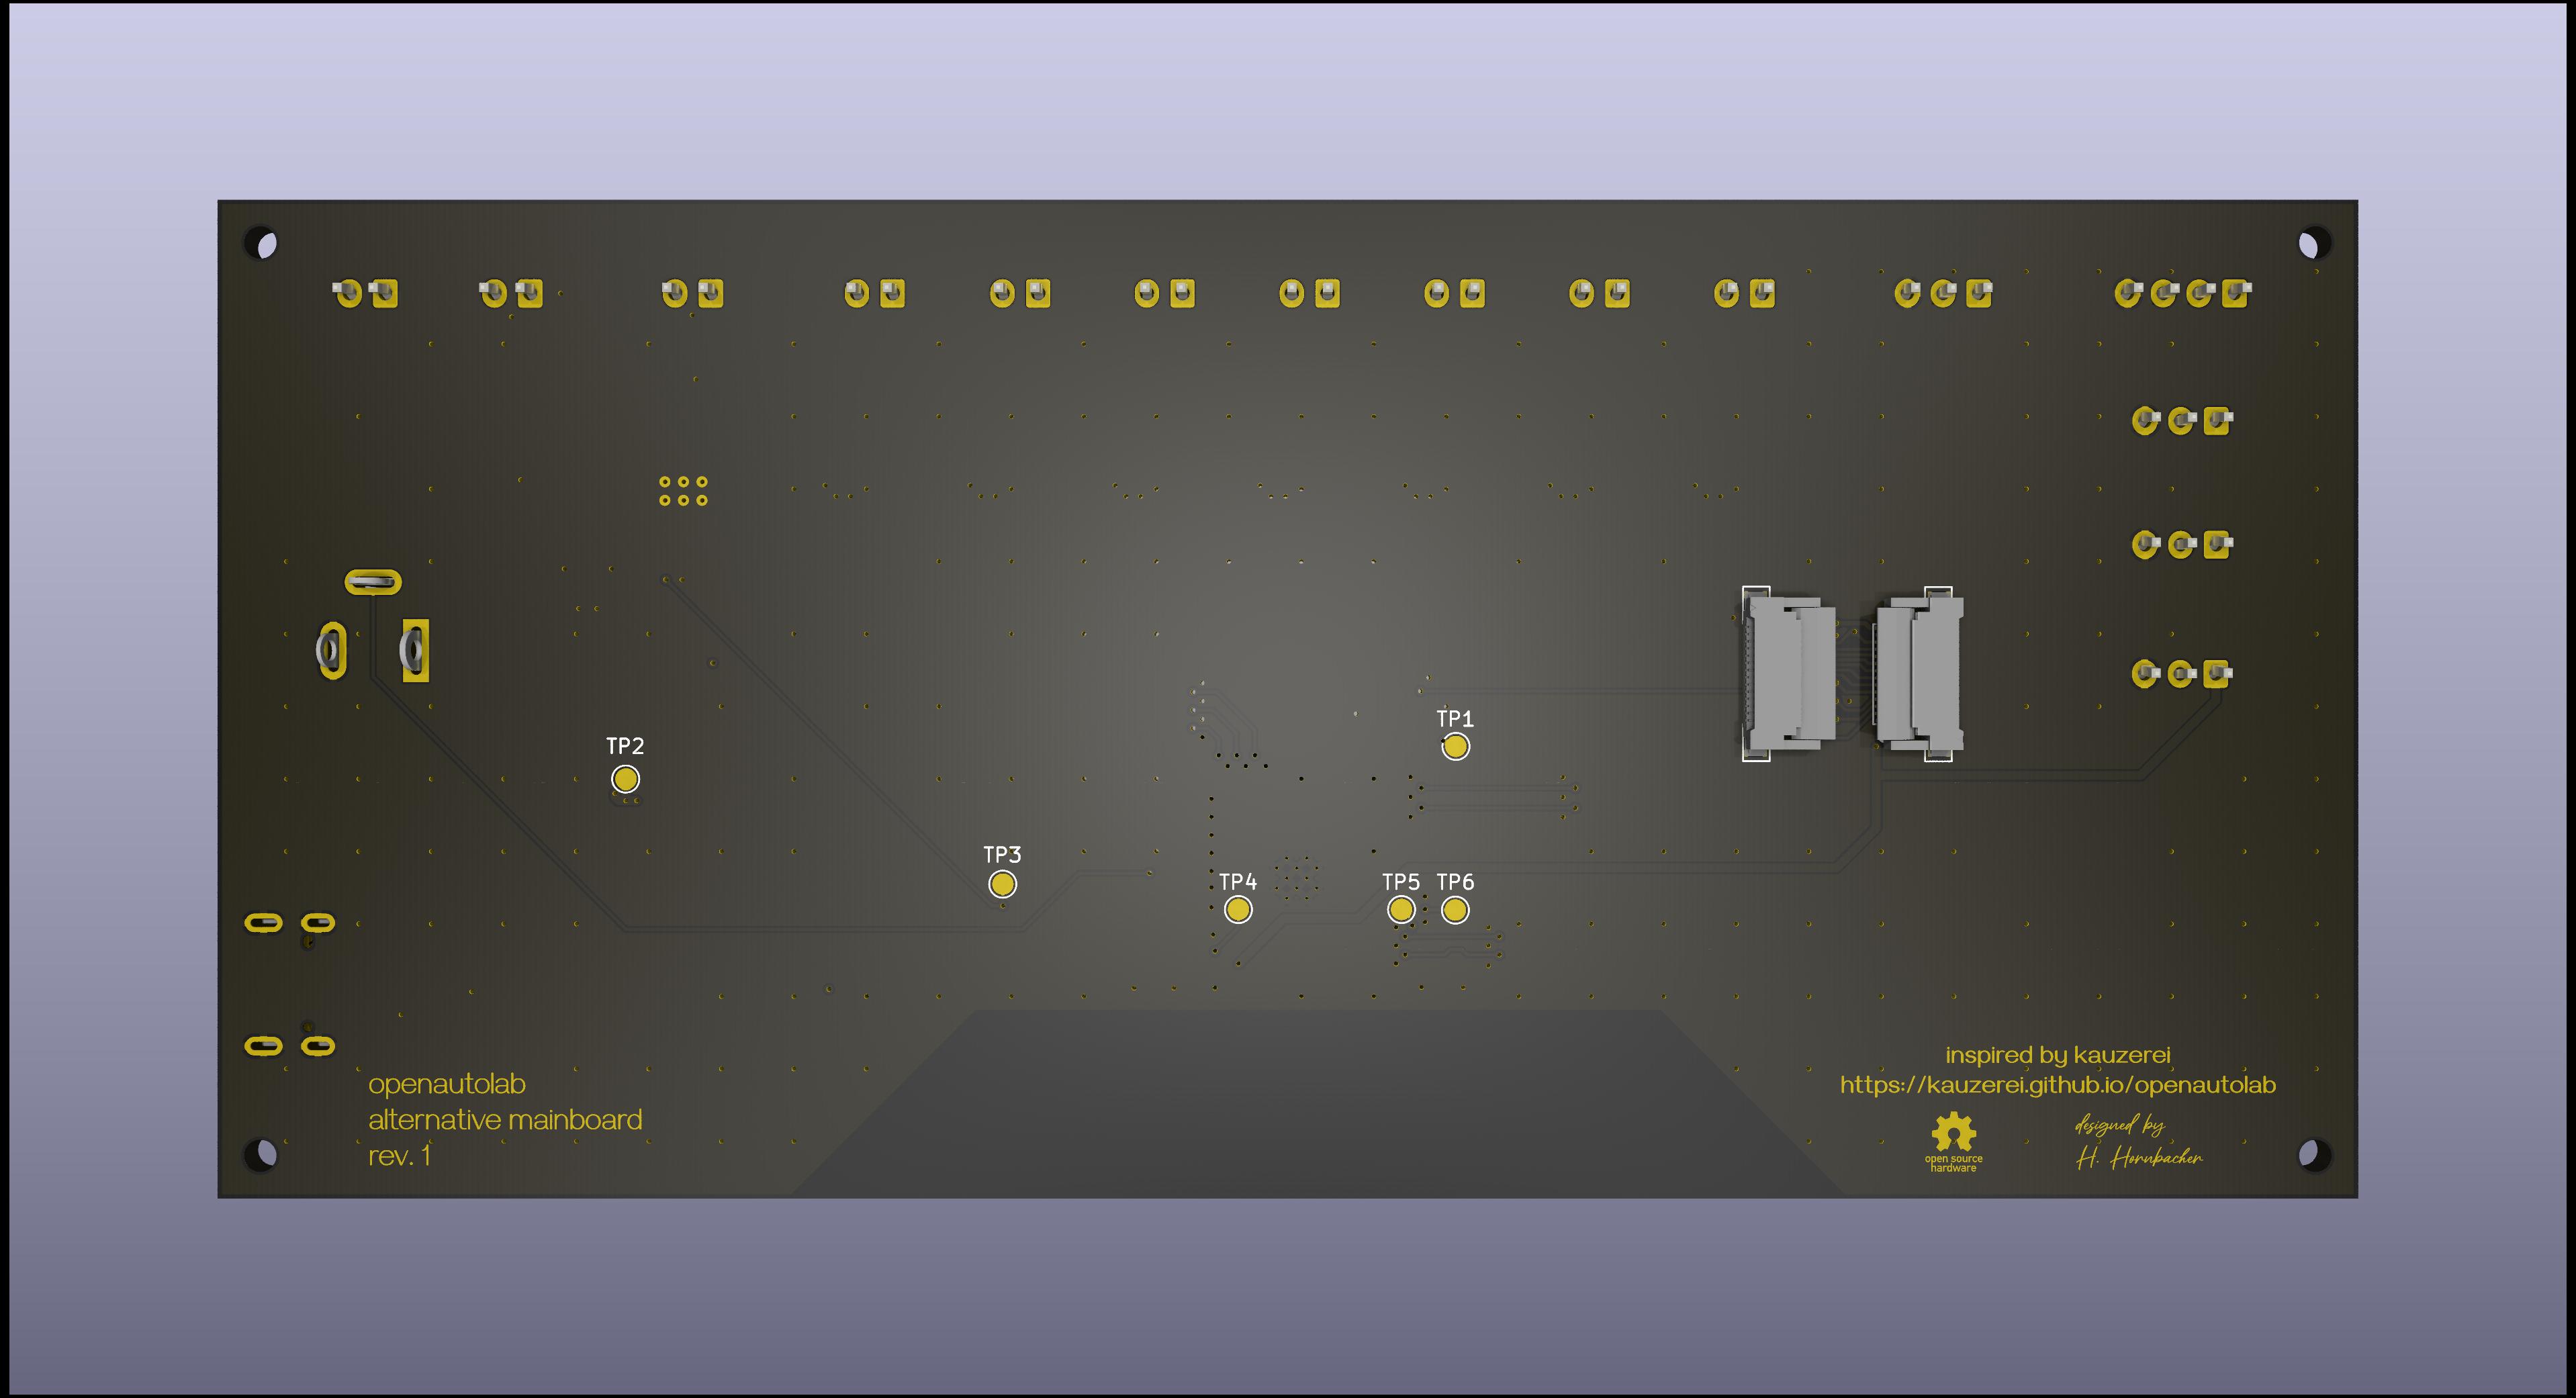 TP1
TP2
TP3
TP4
TP5 TP6
openautolab
alternative mainboard
rev. 1
inspired by kauzerei
https://kauzerei.github.io/openautolab
open source
hardware
designed by
H. Hornbacher